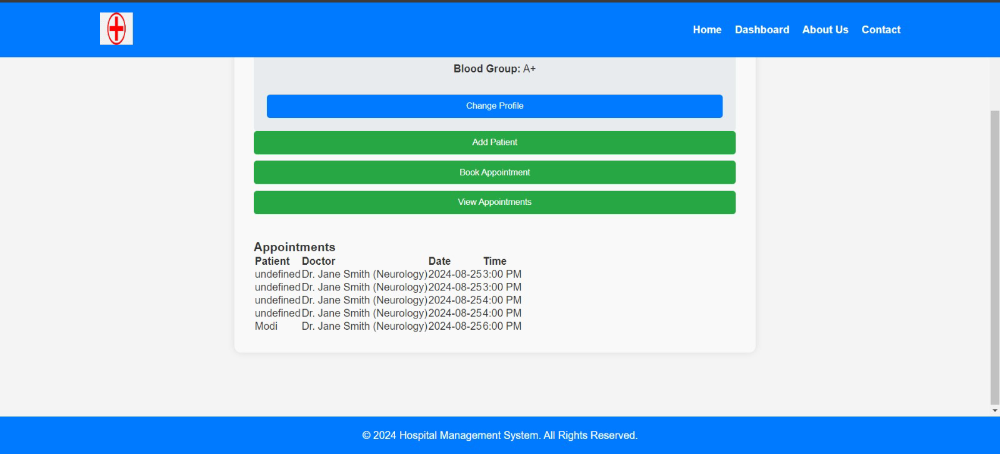 Home Dashboard About Us Contact
Blood Group: A+
Change Profile
Add Patient
Book Appointment
View Appointments
Appointments
Patient Doctor Date Time
undefined Dr. Jane Smith (Neurology) 2024-08-25 3:00 PM
undefined Dr. Jane Smith (Neurology) 2024-08-25 3:00 PM
undefined Dr. Jane Smith (Neurology) 2024-08-25 4:00 PM
undefined Dr. Jane Smith (Neurology) 2024-08-25 4:00 PM
Modi Dr. Jane Smith (Neurology) 2024-08-25 6:00 PM
© 2024 Hospital Management System. All Rights Reserved.